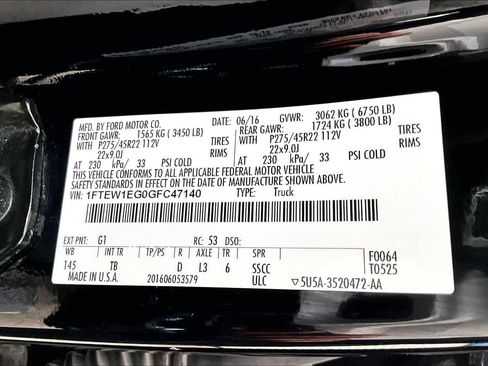 MFD. BY FORD MOTOR CO. DATE: 06/16 GVWR: 3062 KG ( 6750 LB)
FRONT GAWR: 1565 KG ( 3450 LB) REAR GAWR: 1724 KG ( 3800 LB)
P275/45R22 112V TIRES P275/45R22 112V TIRES
22x9.0J RIMS 22x9.0J RIMS
AT 230 kPa/ 33 PSI COLD AT 230 kPa/ 33 PSI COLD
THIS VEHICLE CONFORMS TO ALL APPLICABLE FEDERAL MOTOR VEHICLE SAFETY STANDARDS IN EFFECT ON THE DATE OF MANUFACTURE SHOWN ABOVE.
VIN: 1FTEW1EG0GFC47140 TYPE: Truck
EXT PNT: G1 RC: 53 DSO: F0064
WB INT TR TP/PS R AXLE TR SPR T0525
145 TB D L3 6 SSCC
MADE IN U.S.A. 201606053579 ULC 5U5A-3520472-AA